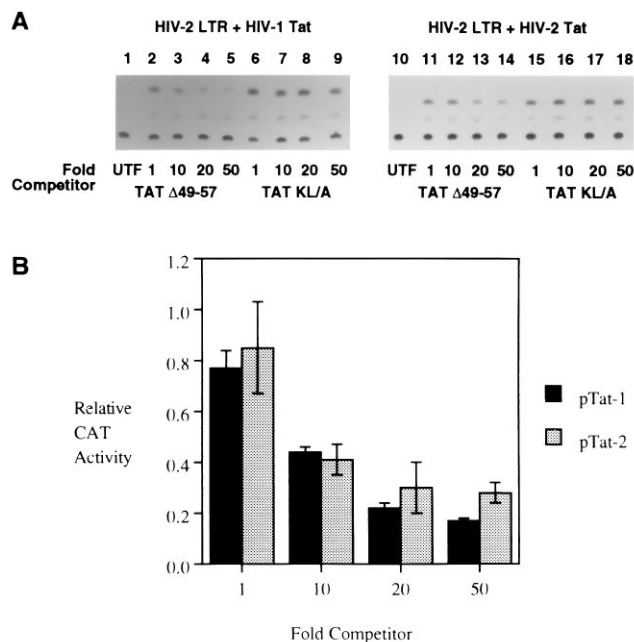 A
HIV-2 LTR + HIV-1 Tat
HIV-2 LTR + HIV-2 Tat
1 2 3 4 5 6 7 8 9
10 11 12 13 14 15 16 17 18
Fold Competitor
UTF 1 10 20 50 1 10 20 50
UTF 1 10 20 50 1 10 20 50
TAT Δ49-57 TAT KL/A
TAT Δ49-57 TAT KL/A
B
1.2
1.0
0.8
0.6
0.4
0.2
0.0
Relative
CAT
Activity
pTat-1
pTat-2
1 10 20 50
Fold Competitor